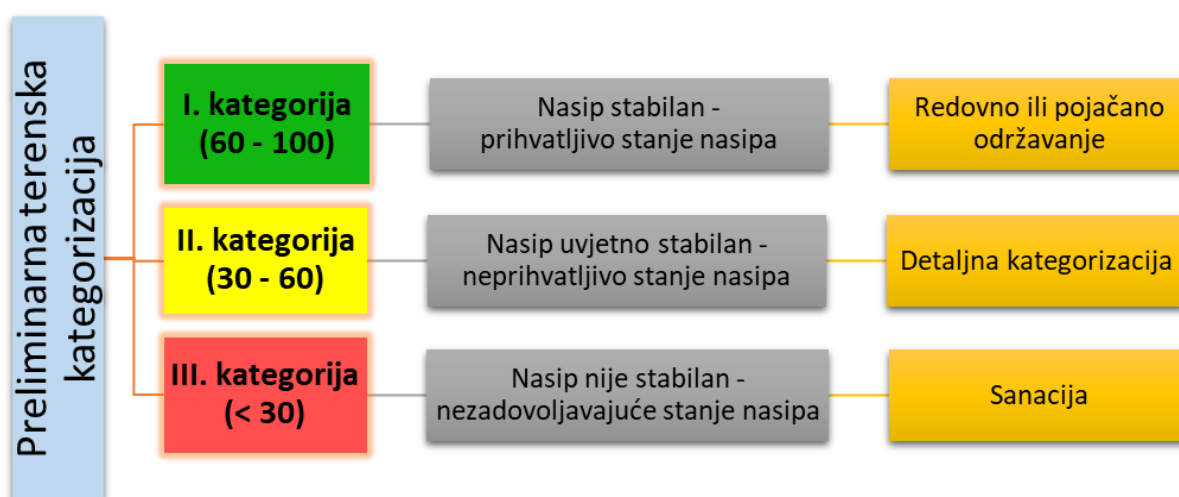 Preliminarna terenska
kategorizacija
I. kategorija
(60 - 100)
Nasip stabilan -
prihvatljivo stanje nasipa
Redovno ili pojačano
održavanje
II. kategorija
(30 - 60)
Nasip uvjetno stabilan -
neprihvatljivo stanje nasipa
Detaljna kategorizacija
III. kategorija
(< 30)
Nasip nije stabilan -
nezadovoljavajuće stanje nasipa
Sanacija